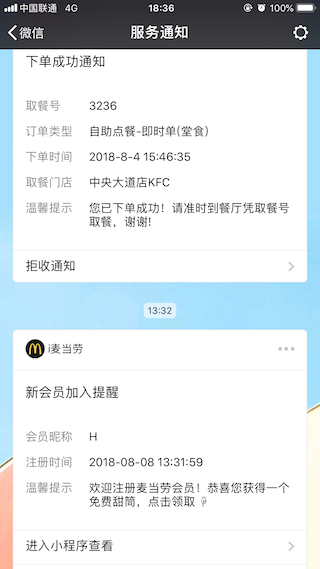 中国联通 4G 18:36 100%
微信 服务通知
下单成功通知
取餐号 3236
订单类型 自助点餐-即时单(堂食)
下单时间 2018-8-4 15:46:35
取餐门店 中央大道店KFC
温馨提示 您已下单成功！请准时到餐厅凭取餐号
取餐，谢谢!
拒收通知
13:32
i麦当劳
新会员加入提醒
会员昵称 H
注册时间 2018-08-08 13:31:59
温馨提示 欢迎注册麦当劳会员！恭喜您获得一个
免费甜筒，点击领取
进入小程序查看